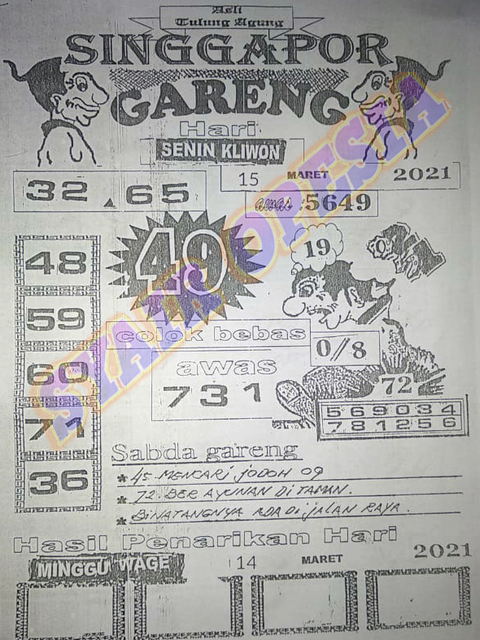 Asli
Tulung Agung
SINGGAPOR
GARENG
Hari
SENIN KLIWON
15 MARET 2021
32 65
5649
48
49
19
59
colok bebas
0/8
60
awas
731
72
71
569034
781256
36
Sabda gareng
* 45 MENCARI JODOH 09
* 72 BER AYUNAN DI TAMAN.
* BINATANGNYA ADA DI JALAN RAYA.
Hasil Penarikan Hari
MINGGU WAGE 14 MARET 2021